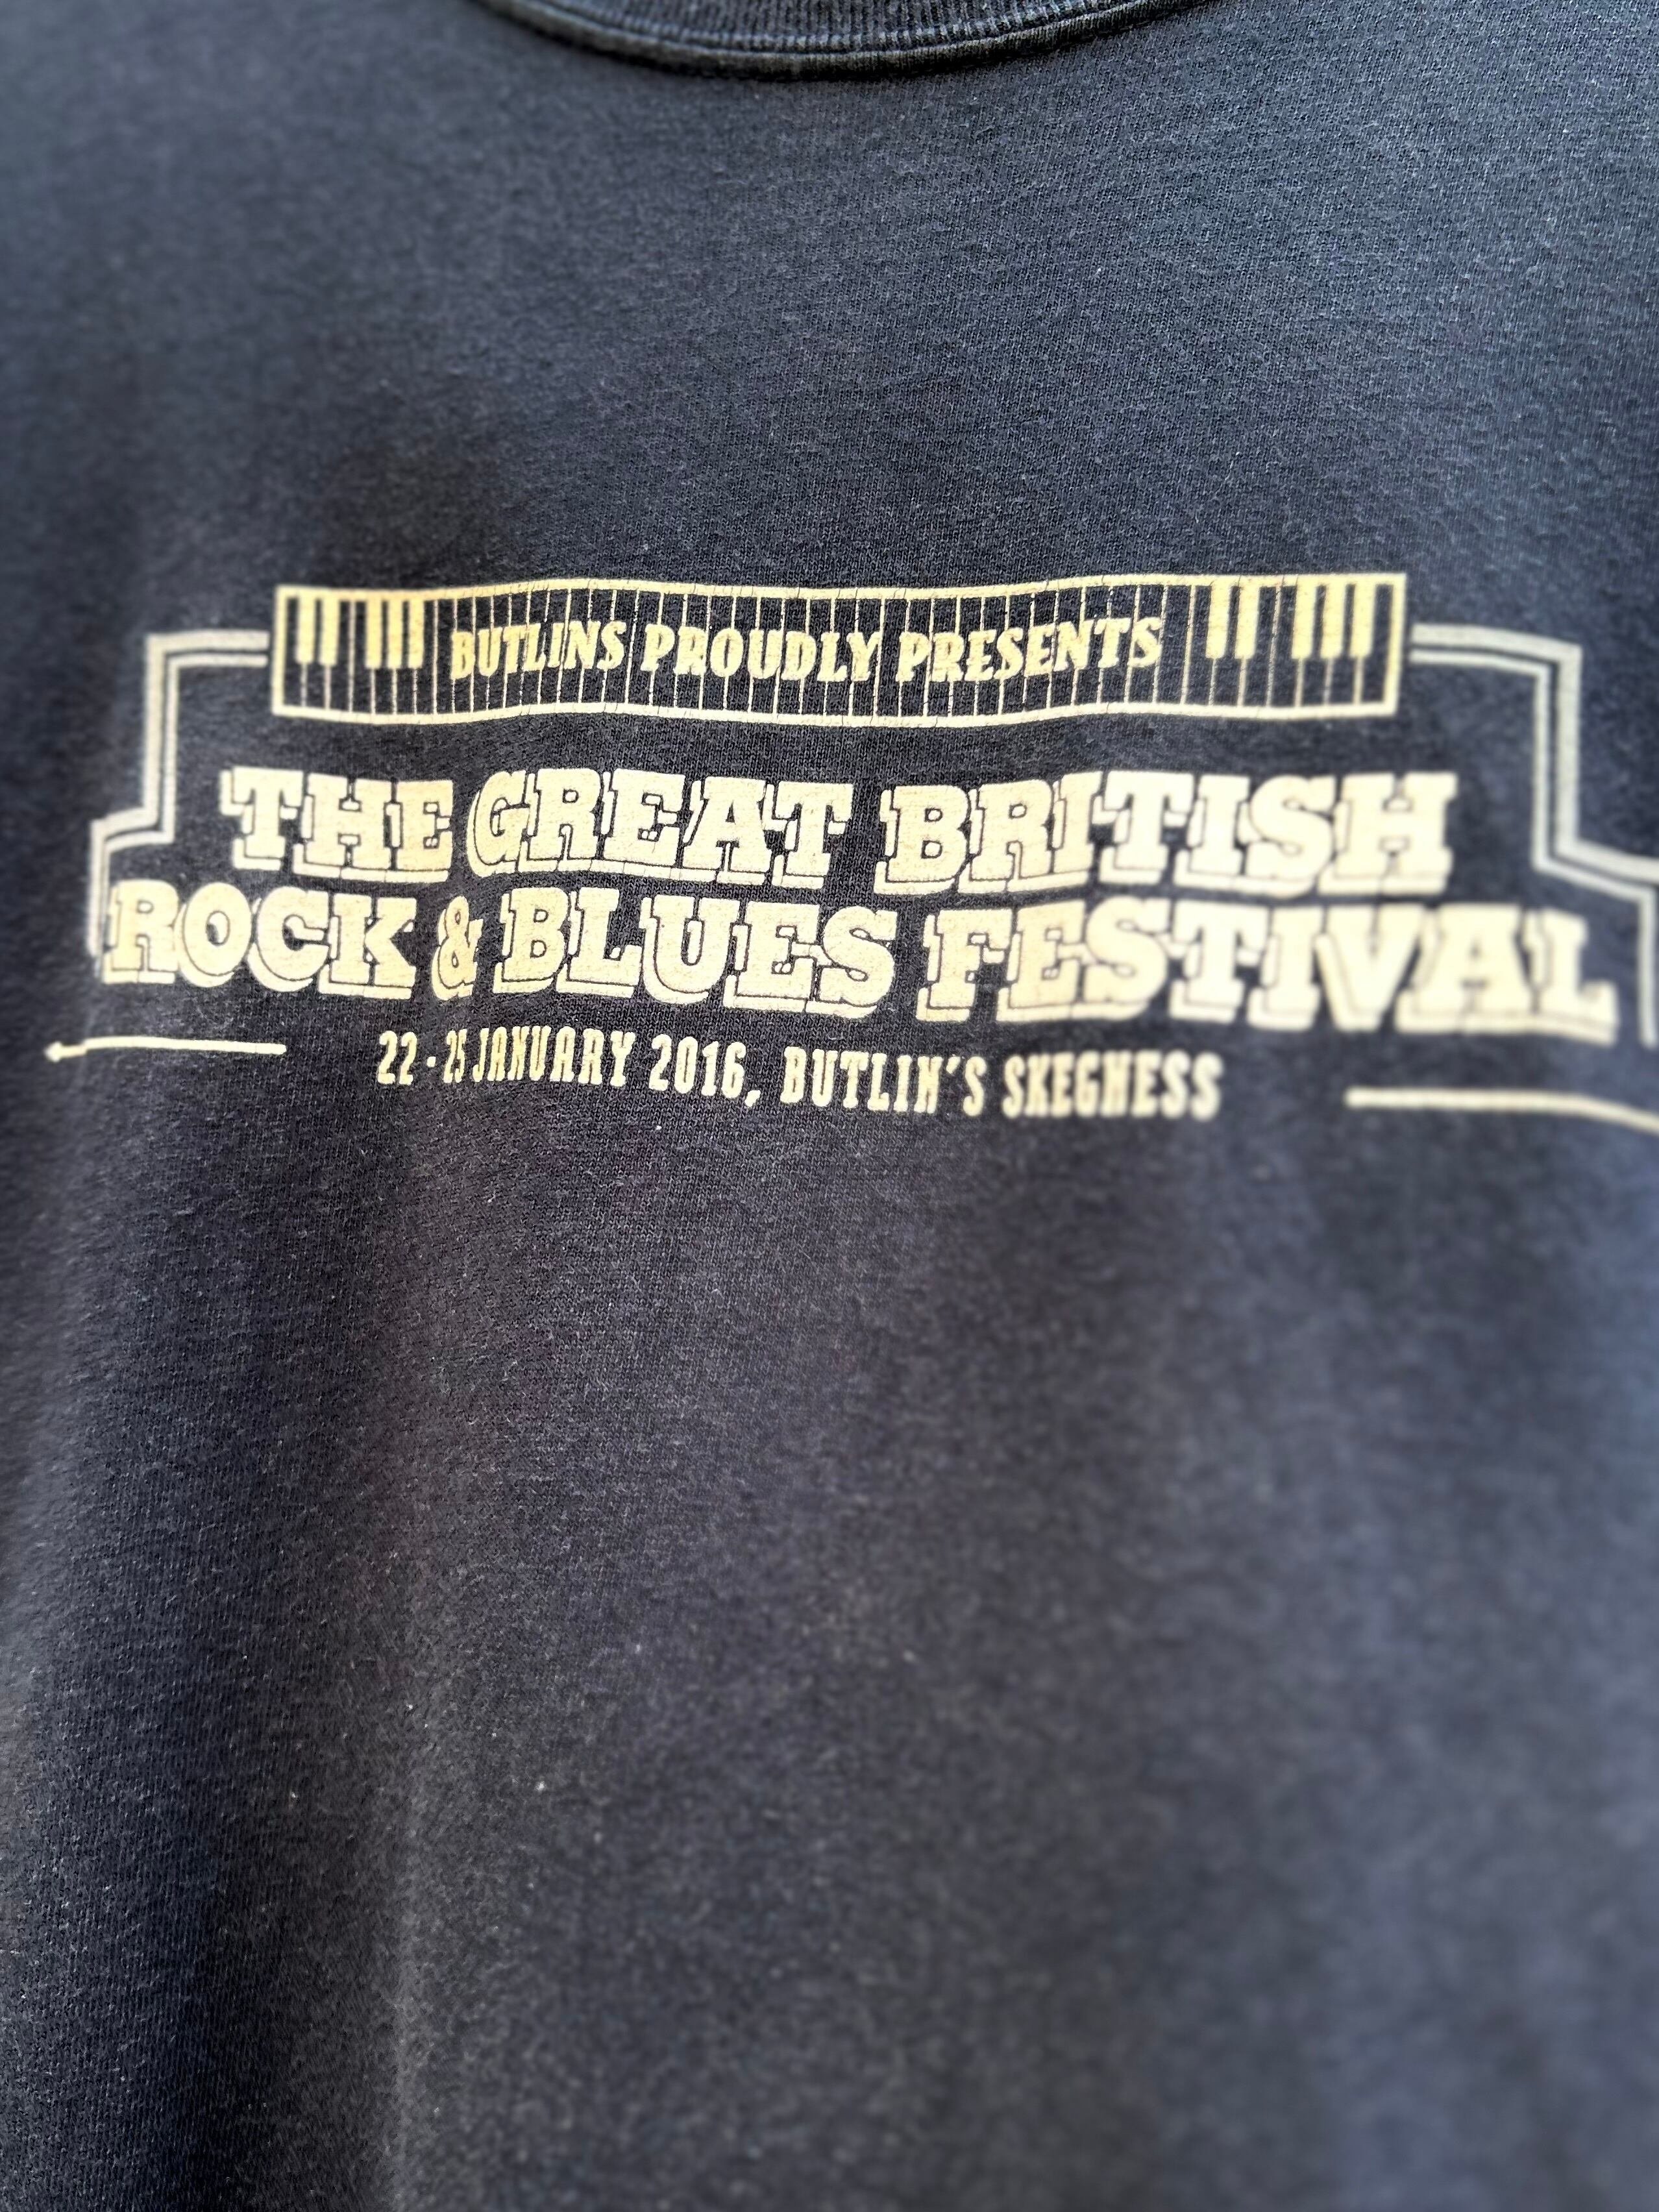 BUTLINS PROUDLY PRESENTS
THE GREAT BRITISH
ROCK & BLUES FESTIVAL
22-25 JANUARY 2016, BUTLIN'S SKEGNESS